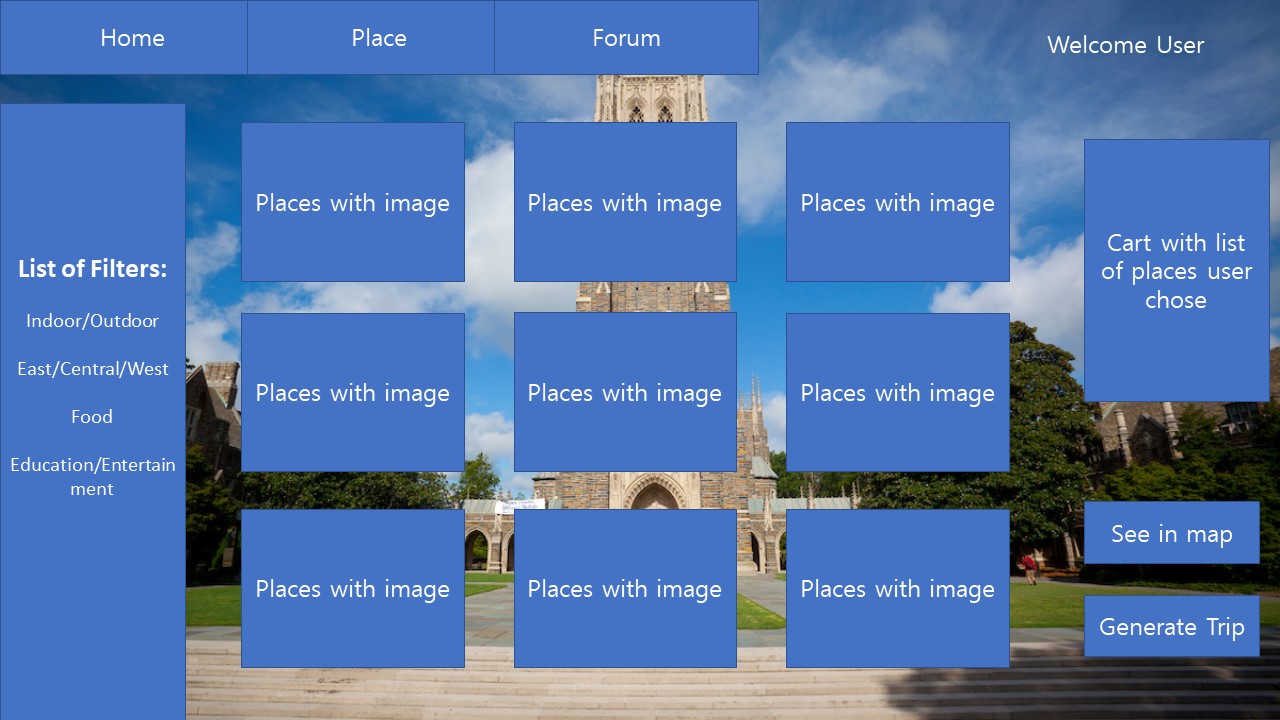 Home
Place
Forum
Welcome User
List of Filters:
Indoor/Outdoor
East/Central/West
Food
Education/Entertain
ment
Places with image
Places with image
Places with image
Places with image
Places with image
Places with image
Places with image
Places with image
Places with image
Cart with list
of places user
chose
See in map
Generate Trip